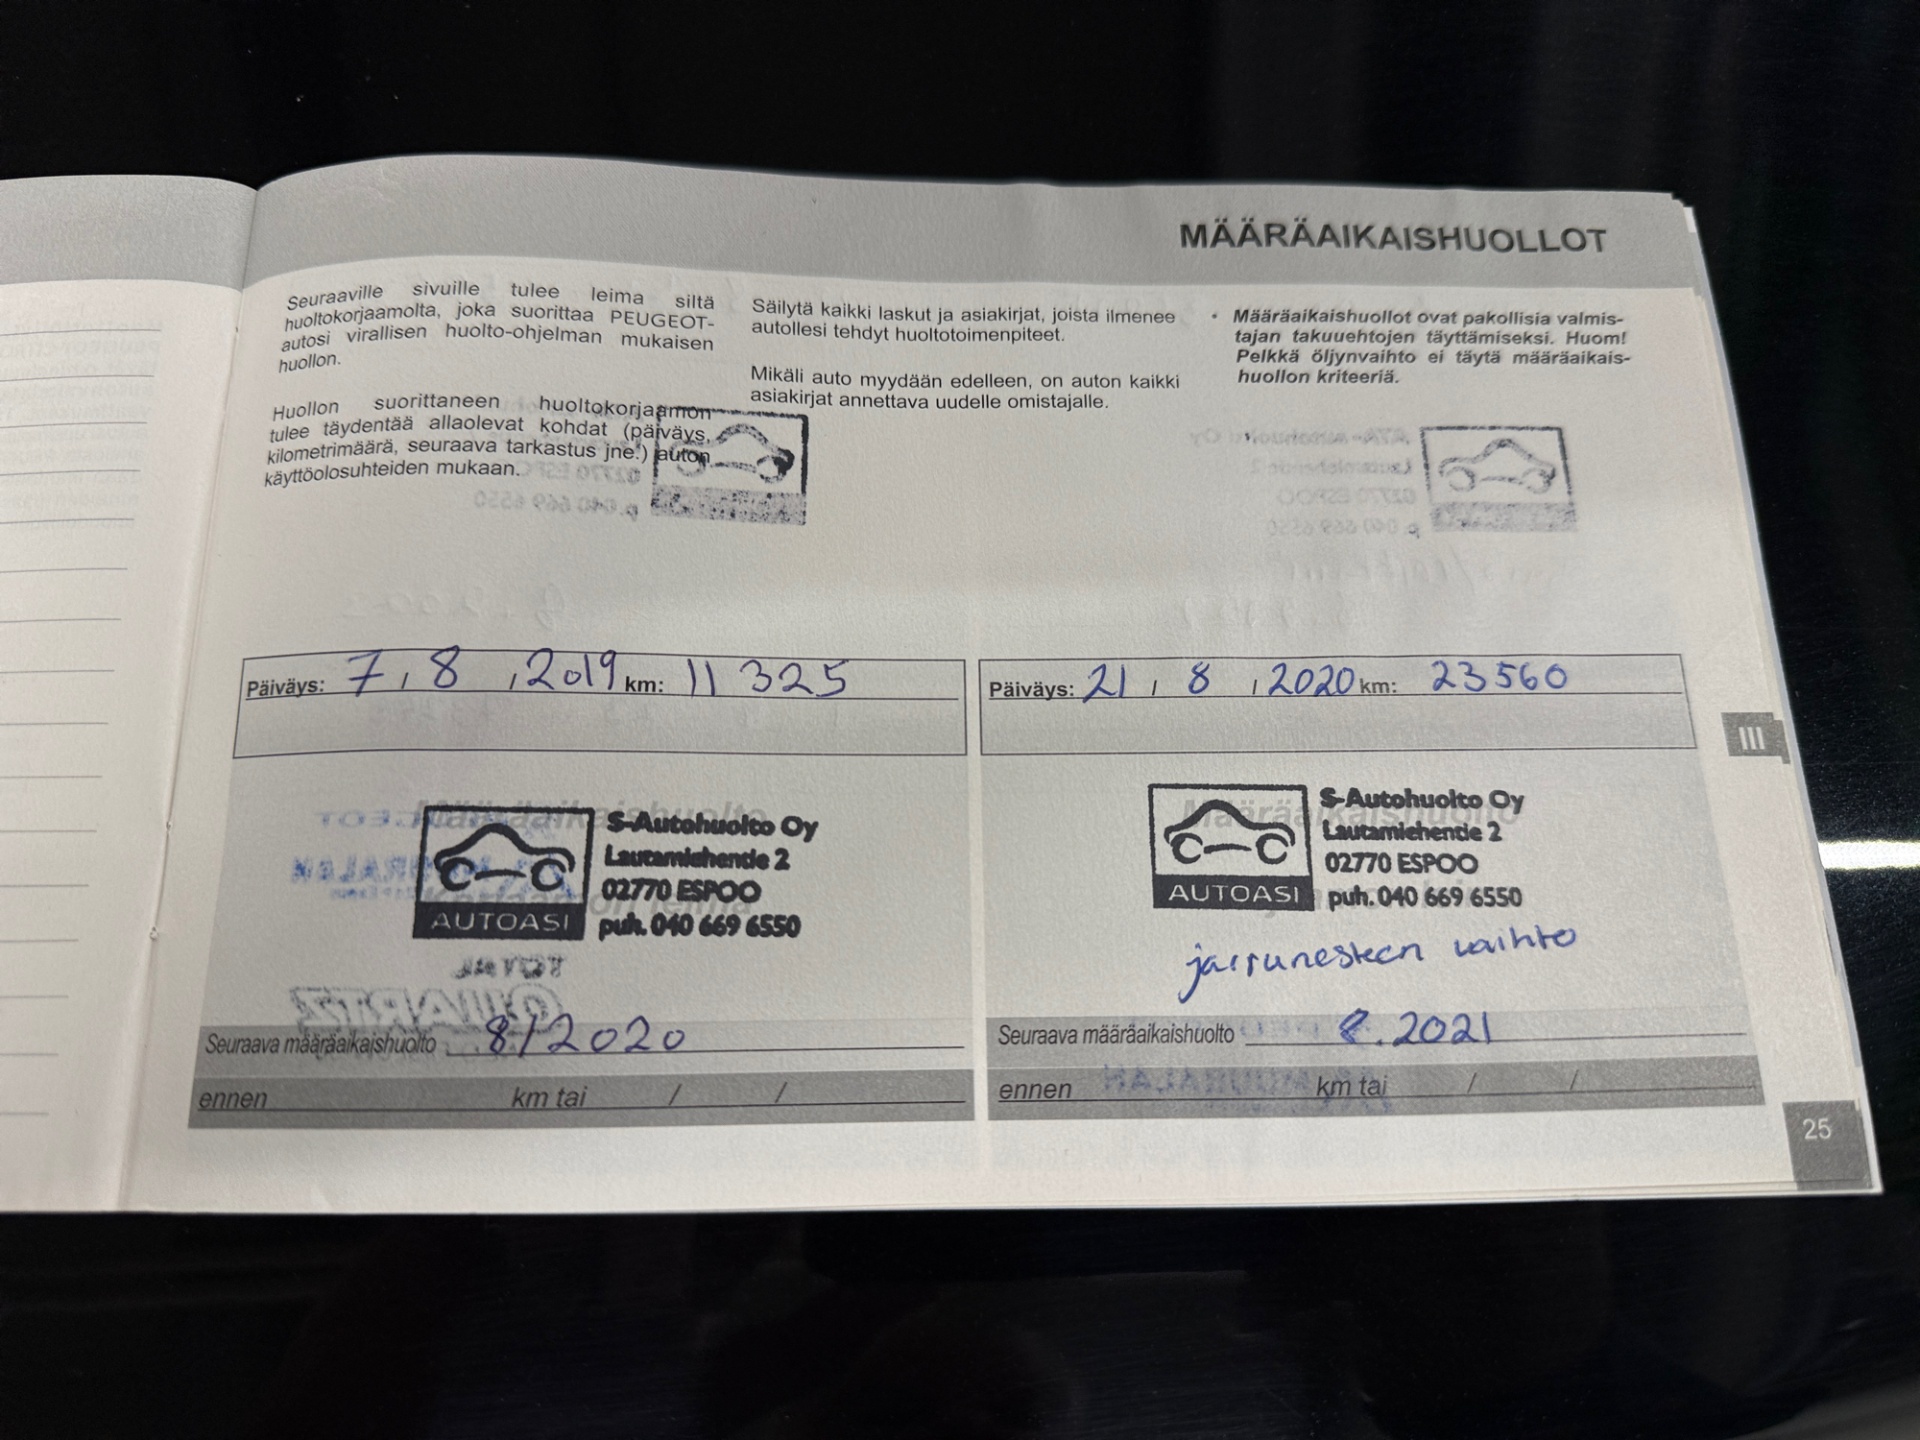 MÄÄRÄAIKAISHUOLLOT
Seuraaville sivuille tulee leima siltä
huoltokorjaamolta, joka suorittaa PEUGEOT-
autosi virallisen huolto-ohjelman mukaisen
huollon.
Huollon suorittaneen huoltokorjaamon
tulee täydentää allaolevat kohdat (päiväys,
kilometrimäärä, seuraava tarkastus jne.) auton
käyttöolosuhteiden mukaan.
Säilytä kaikki laskut ja asiakirjat, joista ilmenee
autollesi tehdyt huoltotoimenpiteet.
Mikäli auto myydään edelleen, on auton kaikki
asiakirjat annettava uudelle omistajalle.
• Määräaikaishuollot ovat pakollisia valmis-
tajan takuuehtojen täyttämiseksi. Huom!
Pelkkä öljynvaihto ei täytä määräaikais-
huollon kriteeriä.
Päiväys: 7 / 8 / 2019 km: 11 325
Määräaikaishuolto
S-Autohuolto Oy
Lautamiehentie 2
02770 ESPOO
puh. 040 669 6550
AUTOASI
Seuraava määräaikaishuolto 8/2020
ennen km tai / /
Päiväys: 21 / 8 / 2020 km: 23560
Määräaikaishuolto
S-Autohuolto Oy
Lautamiehentie 2
02770 ESPOO
puh. 040 669 6550
AUTOASI
jarrunesteen vaihto
Seuraava määräaikaishuolto 8.2021
ennen km tai / /
III
25